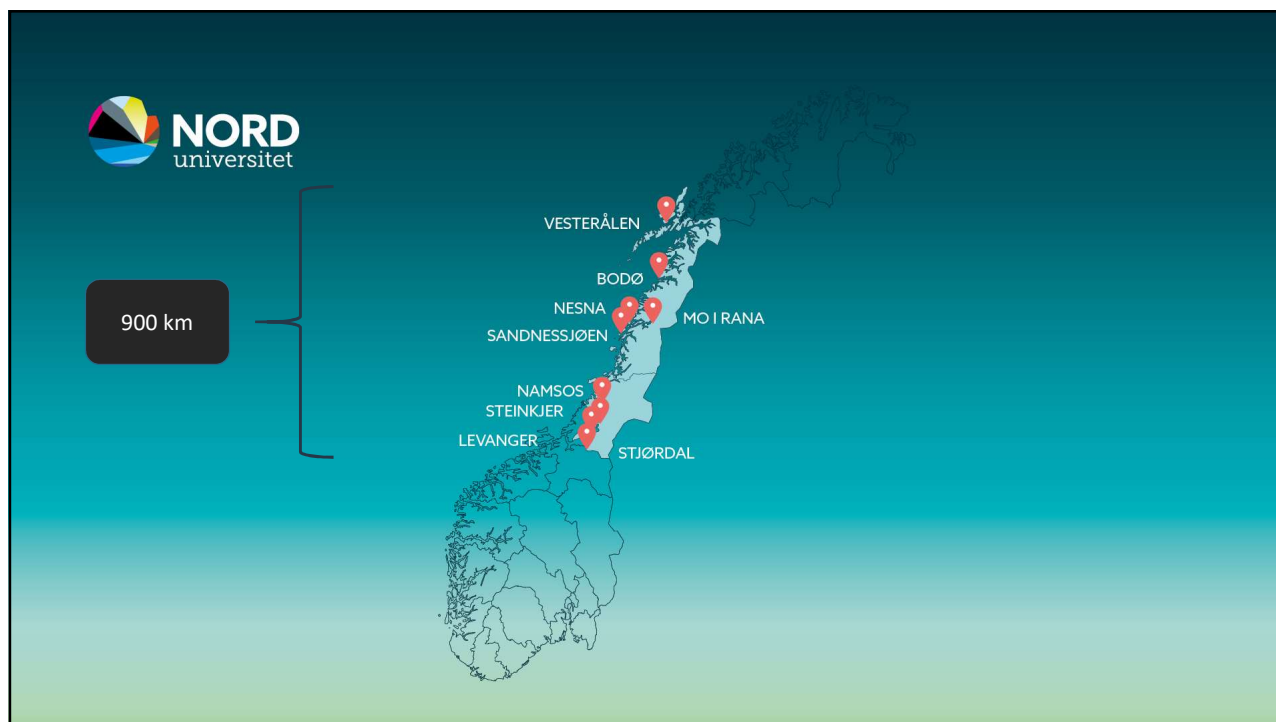 NORD
universitet
900 km
VESTERÅLEN
BODØ
NESNA
MO I RANA
SANDNESSJØEN
NAMSOS
STEINKJER
LEVANGER
STJØRDAL